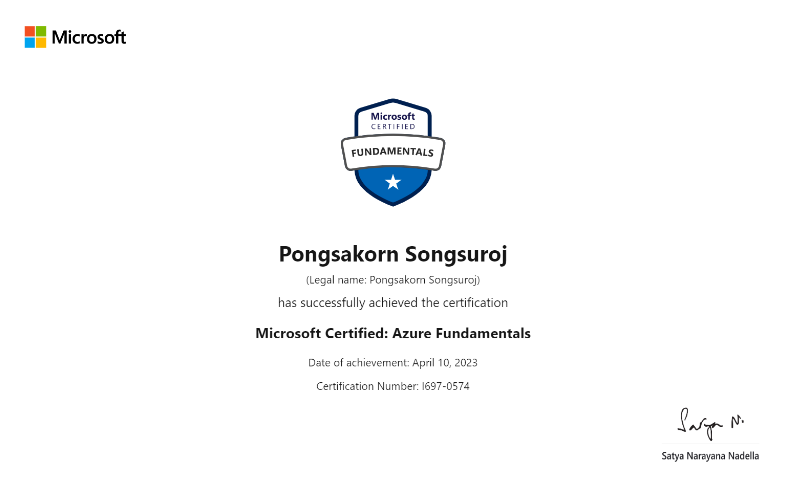 Microsoft
Microsoft
CERTIFIED
FUNDAMENTALS
Pongsakorn Songsuroj
(Legal name: Pongsakorn Songsuroj)
has successfully achieved the certification
Microsoft Certified: Azure Fundamentals
Date of achievement: April 10, 2023
Certification Number: I697-0574
Satya N.
Satya Narayana Nadella